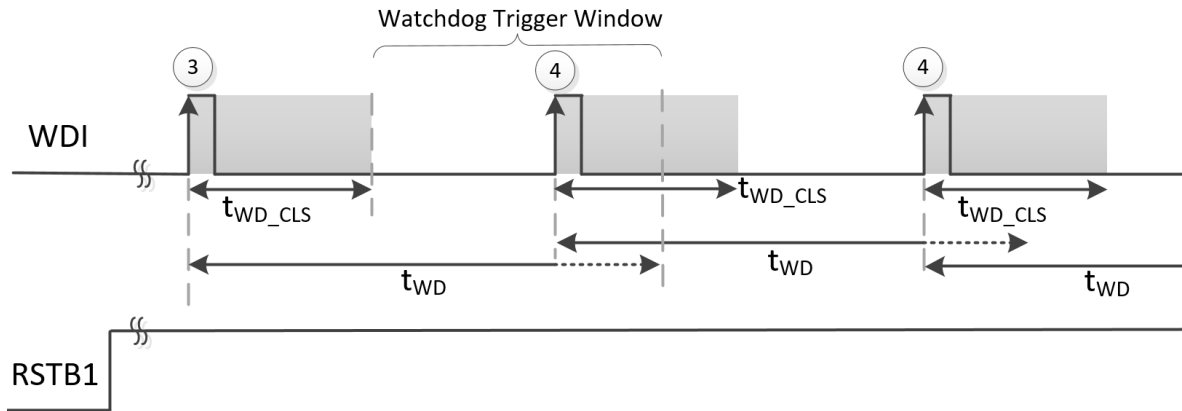 Watchdog Trigger Window
3
4
4
WDI
tWD_CLS
tWD_CLS
tWD_CLS
tWD
tWD
tWD
RSTB1